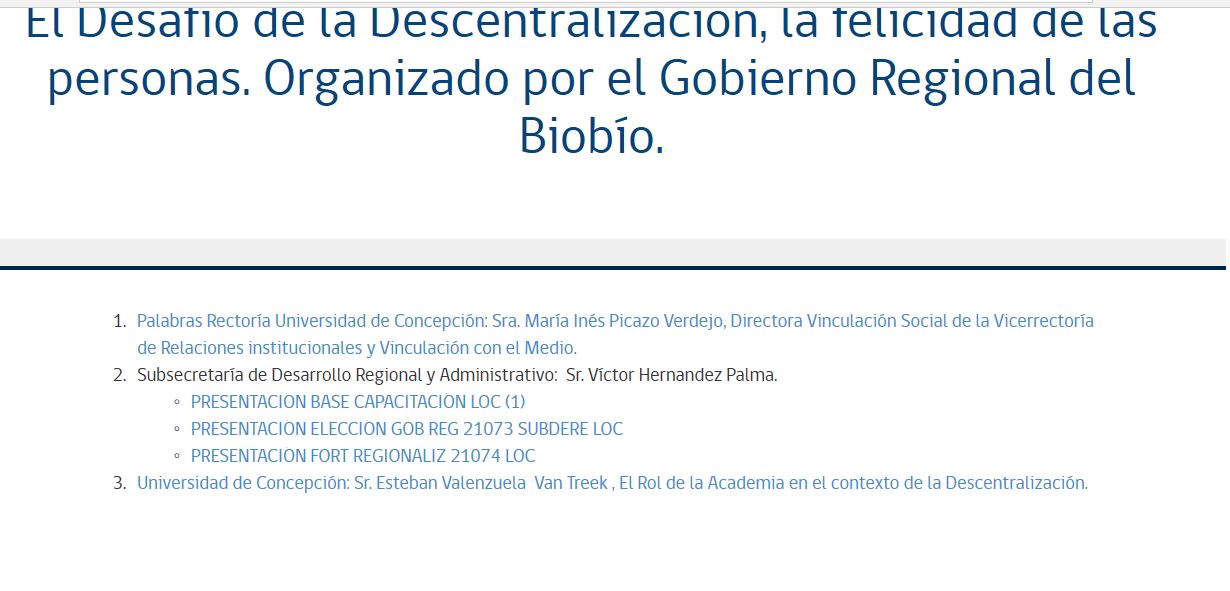 El Desafío de la Descentralización, la felicidad de las
personas. Organizado por el Gobierno Regional del
Biobío.
1. Palabras Rectoría Universidad de Concepción: Sra. María Inés Picazo Verdejo, Directora Vinculación Social de la Vicerrectoría
de Relaciones institucionales y Vinculación con el Medio.
2. Subsecretaría de Desarrollo Regional y Administrativo:  Sr. Víctor Hernandez Palma.
◦ PRESENTACION BASE CAPACITACION LOC (1)
◦ PRESENTACION ELECCION GOB REG 21073 SUBDERE LOC
◦ PRESENTACION FORT REGIONALIZ 21074 LOC
3. Universidad de Concepción: Sr. Esteban Valenzuela  Van Treek , El Rol de la Academia en el contexto de la Descentralización.